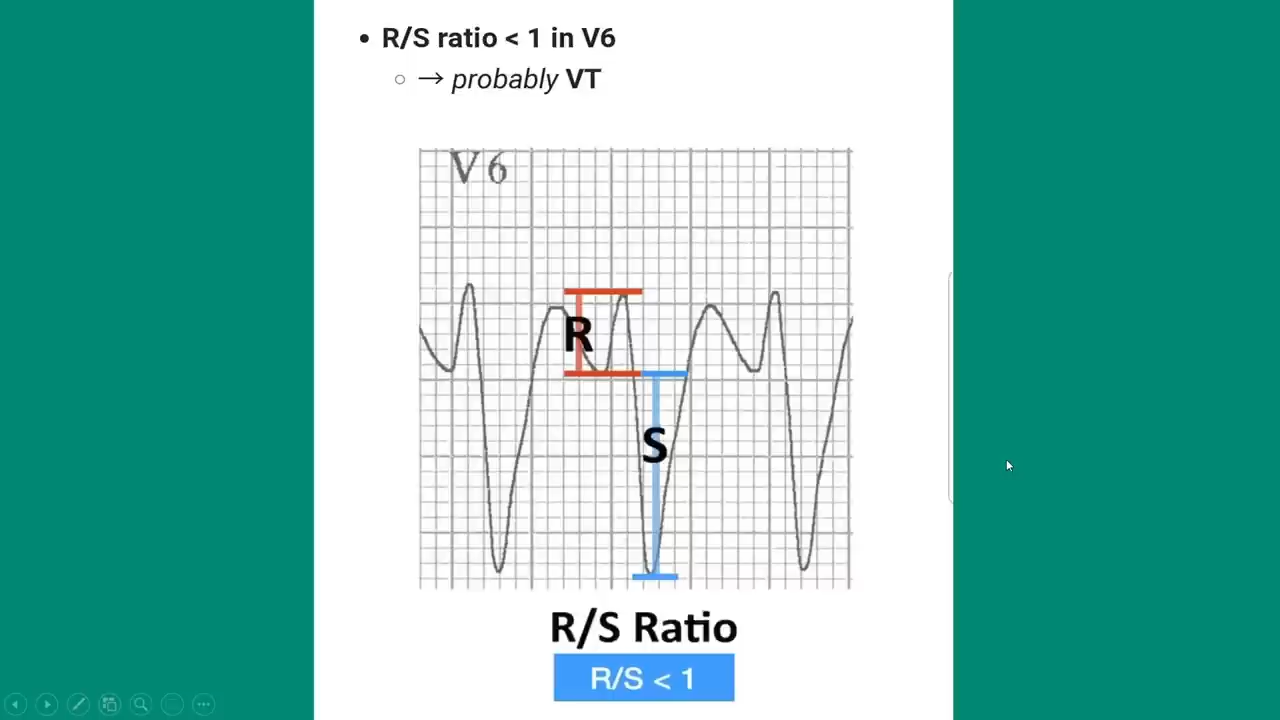 • R/S ratio < 1 in V6
○ → probably VT
V6
R
S
R/S Ratio
R/S < 1